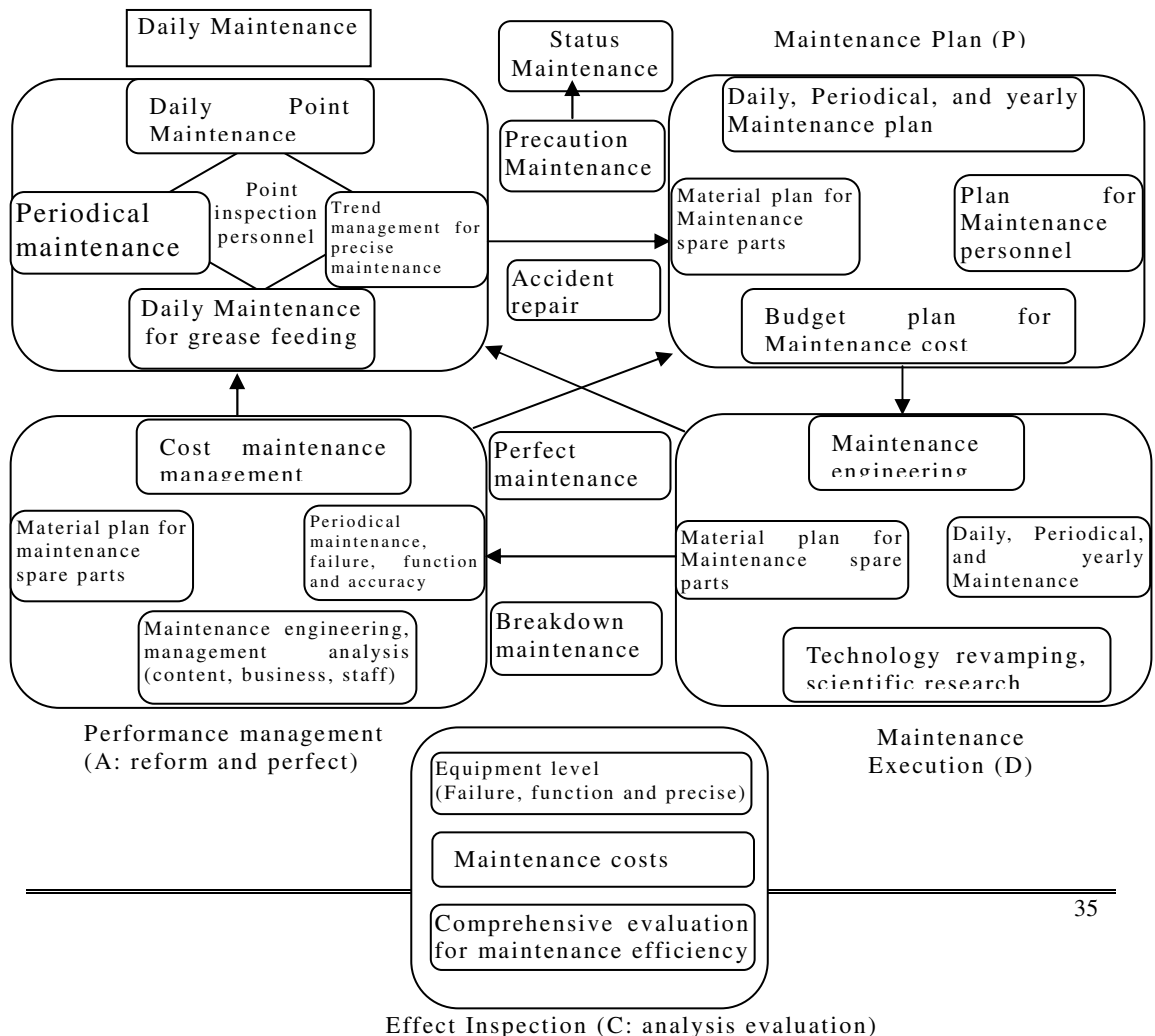 Daily Maintenance
Daily Point
Maintenance
Periodical
maintenance
Point
inspection
personnel
Trend
management for
precise
maintenance
Daily Maintenance
for grease feeding
Status
Maintenance
Precaution
Maintenance
Accident
repair
Maintenance Plan (P)
Daily, Periodical, and yearly
Maintenance plan
Material plan for
Maintenance
spare parts
Plan for
Maintenance
personnel
Budget plan for
Maintenance cost
Cost maintenance
management
Material plan for
maintenance
spare parts
Periodical
maintenance,
failure, function
and accuracy
Maintenance engineering,
management analysis
(content, business, staff)
Perfect
maintenance
Breakdown
maintenance
Maintenance
engineering
Material plan for
Maintenance spare
parts
Daily, Periodical,
and yearly
Maintenance
Technology revamping,
scientific research
Performance management
(A: reform and perfect)
Maintenance
Execution (D)
Equipment level
(Failure, function and precise)
Maintenance costs
Comprehensive evaluation
for maintenance efficiency
35
Effect Inspection (C: analysis evaluation)